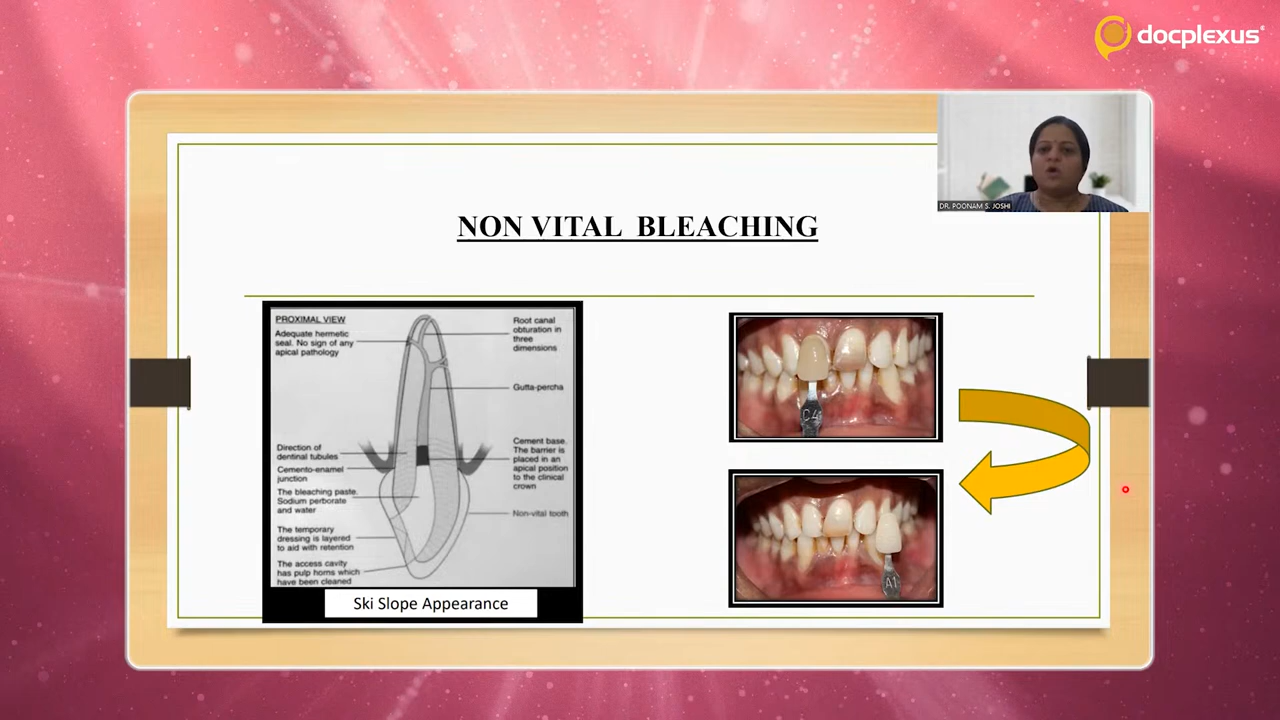 docplexus
DR. POONAM S. JOSHI
NON VITAL BLEACHING
PROXIMAL VIEW
Adequate hermetic
seal. No sign of any
apical pathology
Direction of
dentinal tubules
Cemento-enamel
junction
The bleaching paste.
Sodium perborate
and water
The temporary
dressing is layered
to aid with retention
The access cavity
has pulp horns which
have been cleaned
Root canal
obturation in
three
dimensions
Gutta-percha
Cement base.
The barrier is
placed in an
apical position
to the clinical
crown
Non-vital tooth
Ski Slope Appearance
C4
A1